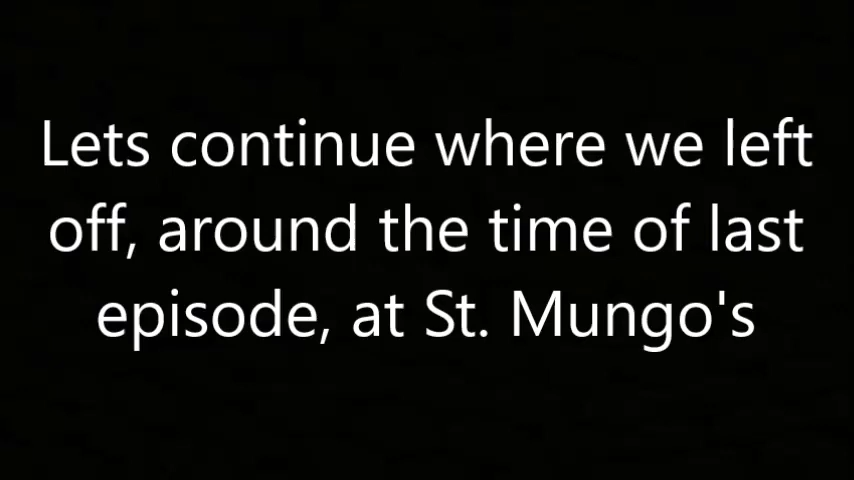 Lets continue where we left
off, around the time of last
episode, at St. Mungo's